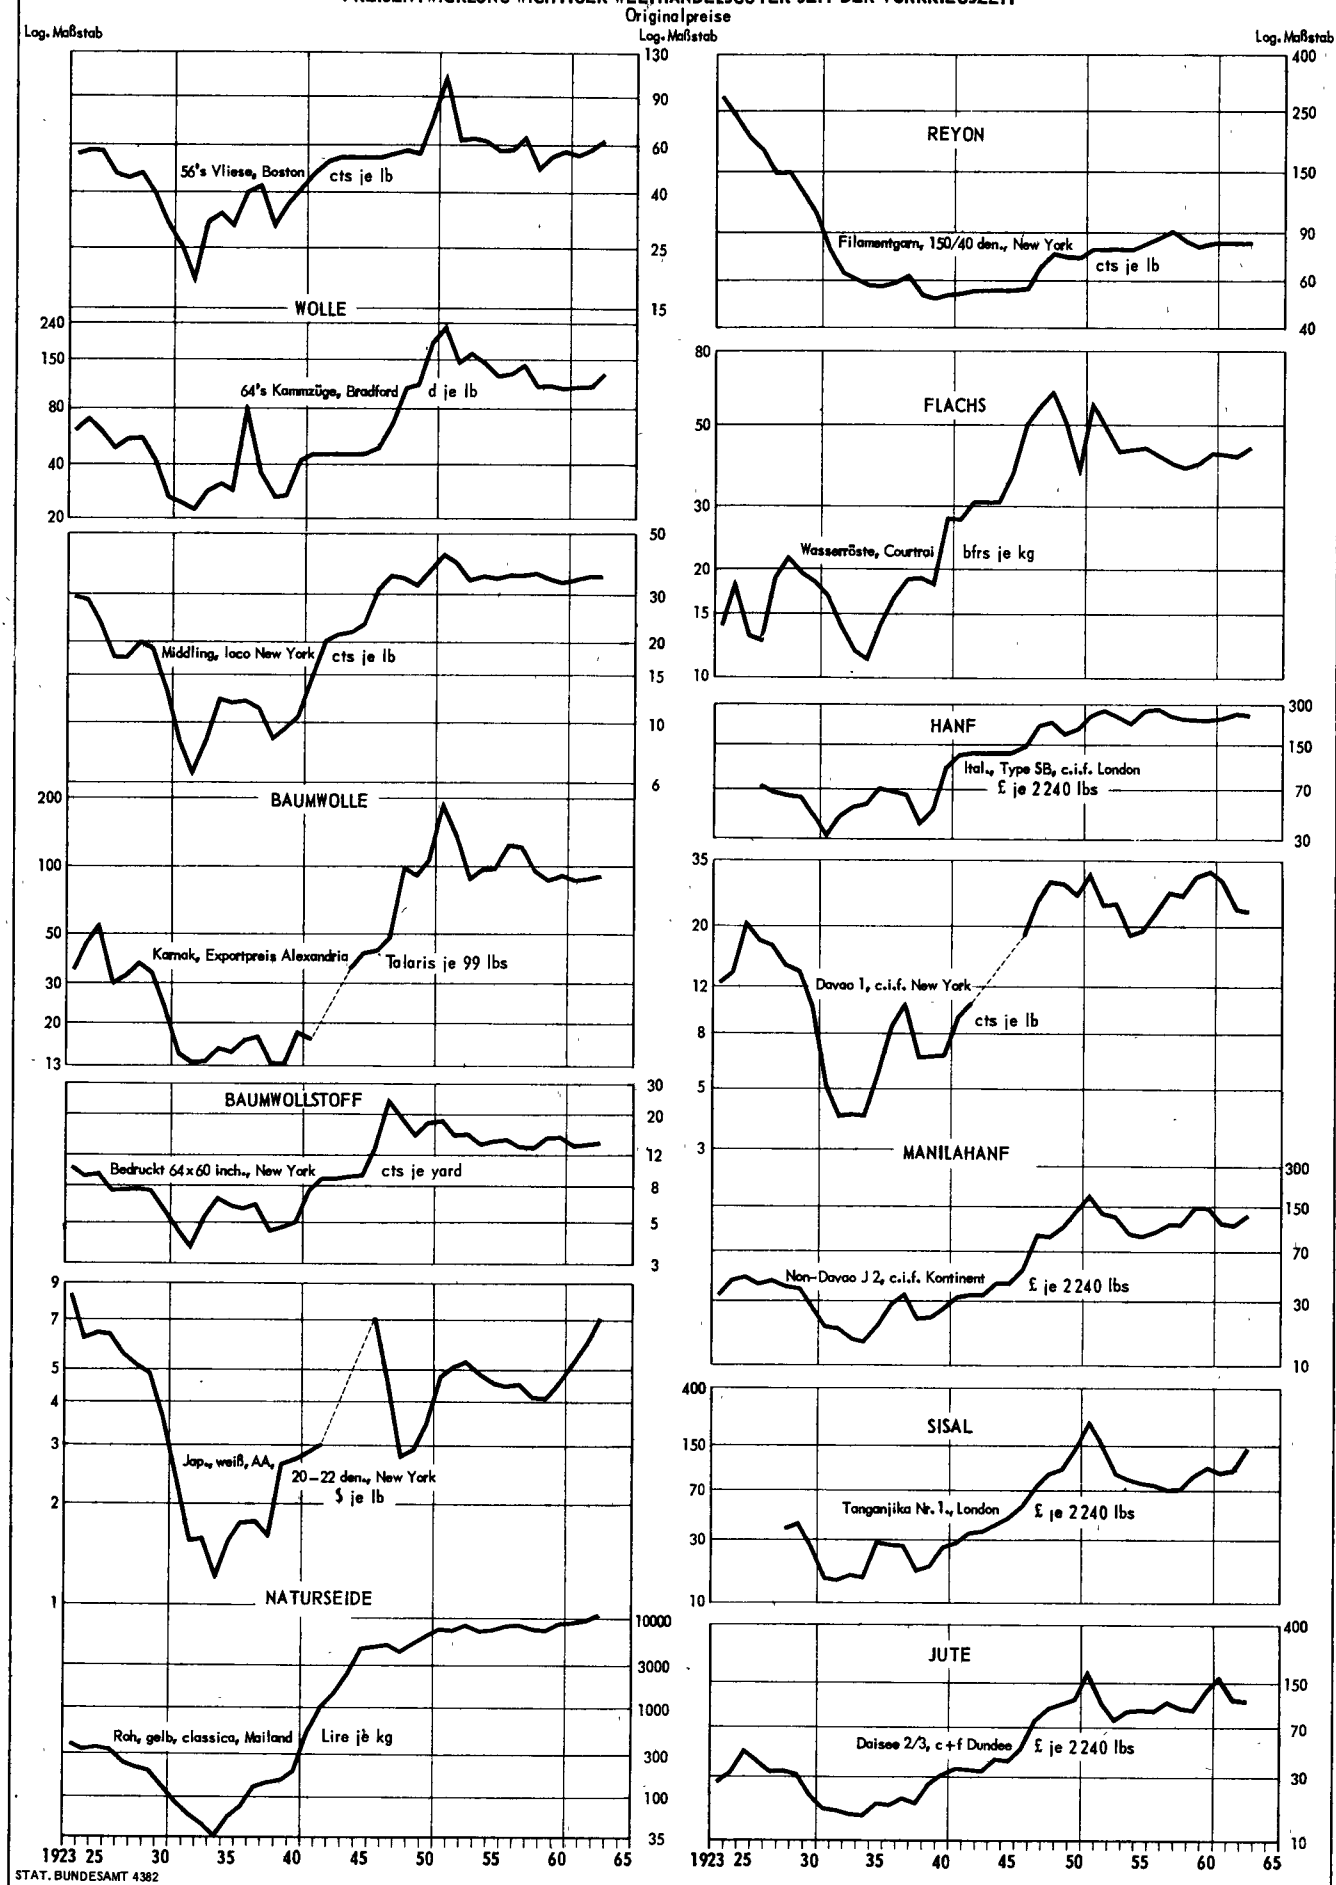 PREISENTWICKLUNG WICHTIGER WELTHANDELSGÜTER SEIT DER VORKRIEGSZEIT
Originalpreise
Log. Maßstab
Log. Maßstab
Log. Maßstab
130
90
60
40
25
15
56's Vliese, Boston
cts je lb
WOLLE
240
150
80
40
20
64's Kammzüge, Bradford
d je lb
50
30
20
15
10
6
Middling, loco New York
cts je lb
BAUMWOLLE
200
100
50
30
20
13
Karnak, Exportpreis Alexandria
Talaris je 99 lbs
BAUMWOLLSTOFF
30
20
12
8
5
3
Bedruckt 64x60 inch., New York
cts je yard
9
7
5
4
3
2
1
Jap., weiß, AA,
20–22 den., New York
$ je lb
NATURSEIDE
10000
3000
1000
300
100
35
Roh, gelb, classica, Mailand
Lire je kg
1923 25 30 35 40 45 50 55 60 65
STAT. BUNDESAMT 4382
REYON
400
250
150
90
60
40
Filamentgarn, 150/40 den., New York
cts je lb
FLACHS
80
50
30
20
15
10
Wasserröste, Courtrai
bfrs je kg
HANF
300
150
70
30
Ital., Type SB, c.i.f. London
£ je 2240 lbs
35
20
12
8
5
3
Davao 1, c.i.f. New York
cts je lb
MANILAHANF
300
150
70
30
10
Non-Davao J 2, c.i.f. Kontinent
£ je 2240 lbs
SISAL
400
150
70
30
10
Tanganjika Nr. 1., London
£ je 2240 lbs
JUTE
400
150
70
30
10
Daisee 2/3, c+f Dundee
£ je 2240 lbs
1923 25 30 35 40 45 50 55 60 65